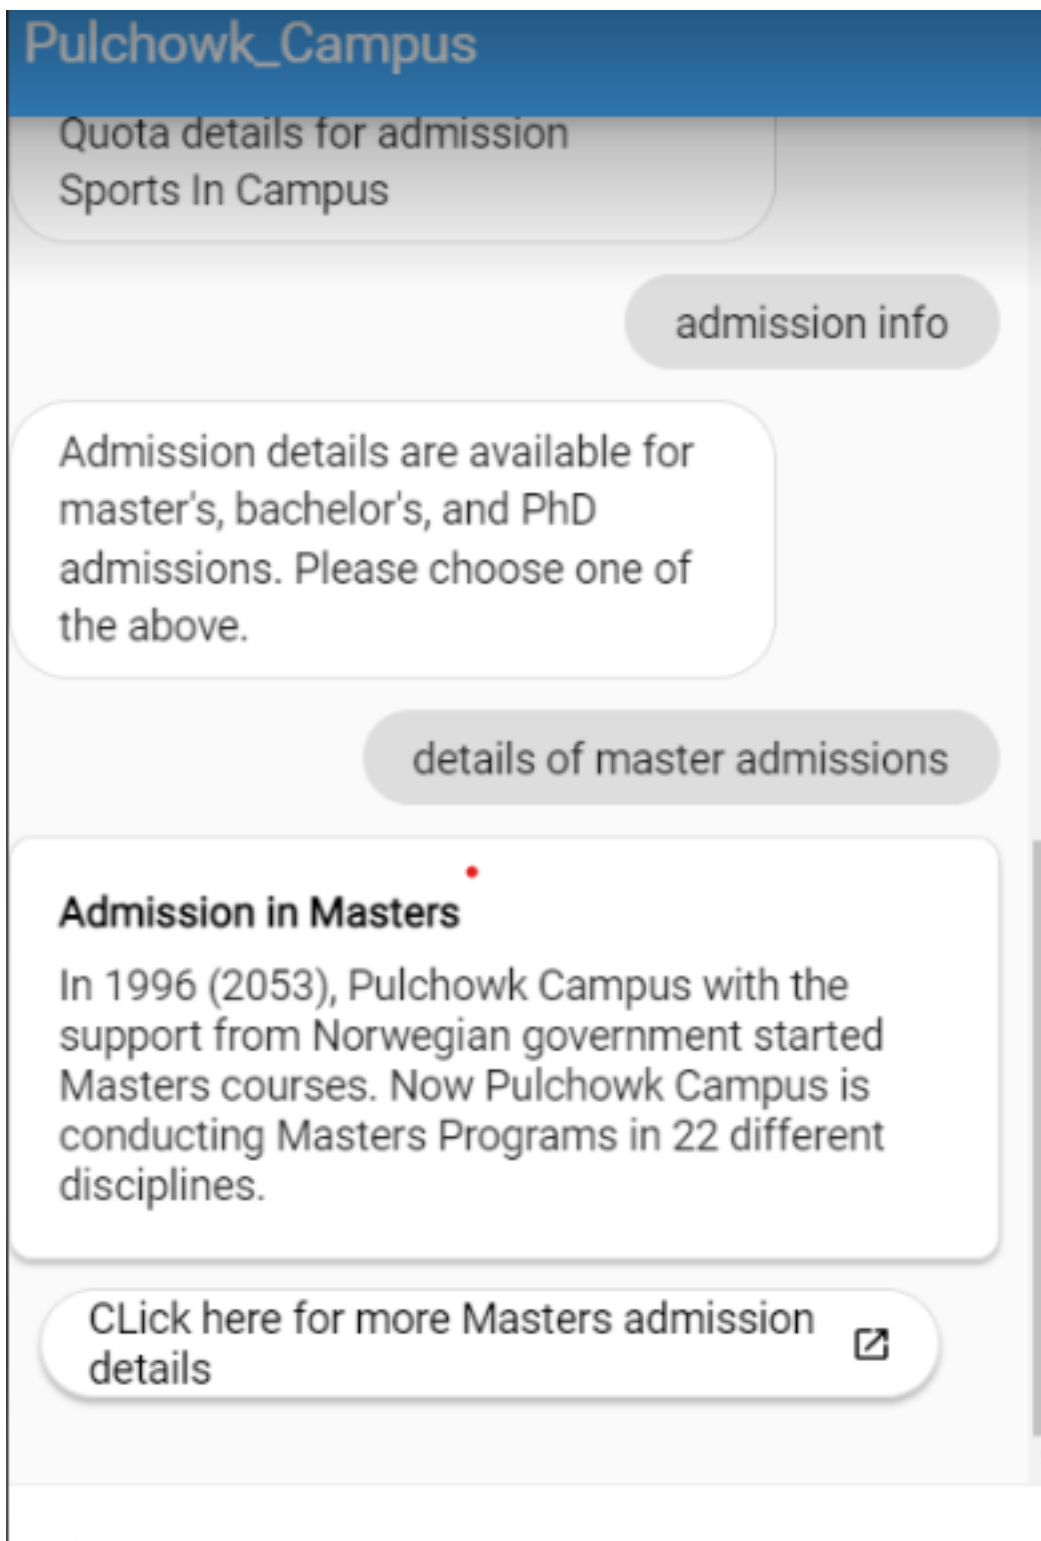 Pulchowk_Campus
Quota details for admission
Sports In Campus
admission info
Admission details are available for
master's, bachelor's, and PhD
admissions. Please choose one of
the above.
details of master admissions
Admission in Masters
In 1996 (2053), Pulchowk Campus with the
support from Norwegian government started
Masters courses. Now Pulchowk Campus is
conducting Masters Programs in 22 different
disciplines.
CLick here for more Masters admission
details